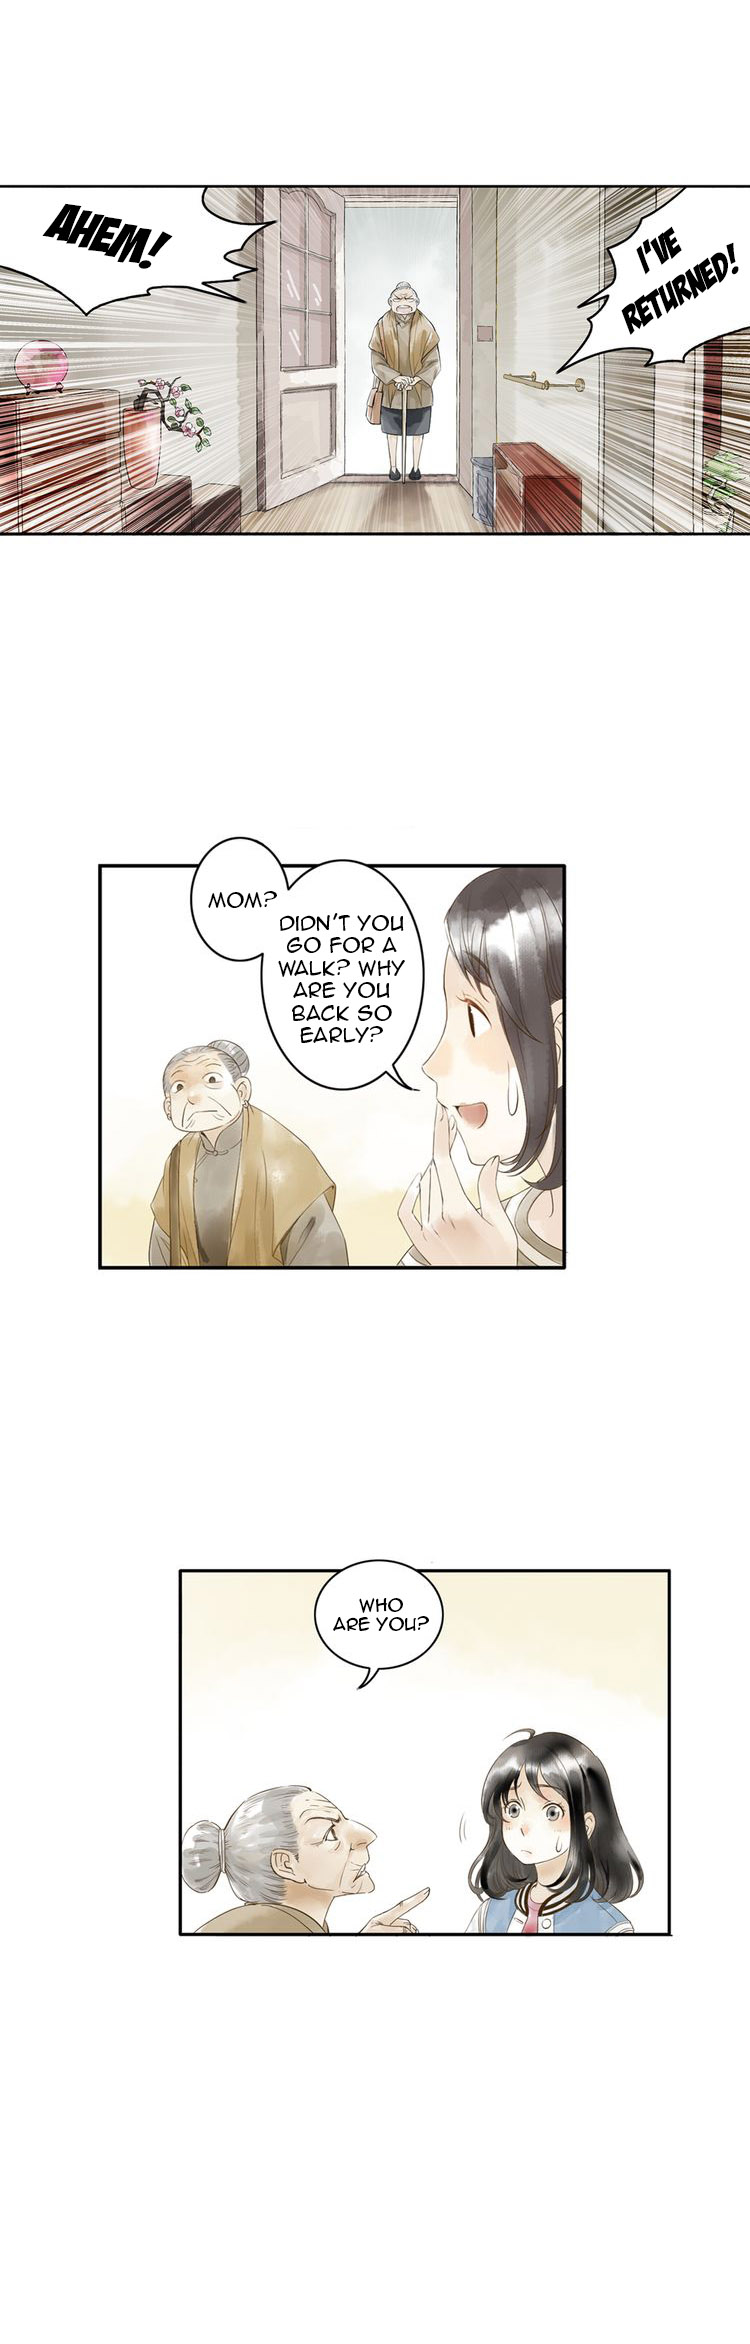 AHEM!
I'VE
RETURNED!
MOM?
DIDN'T YOU
GO FOR A
WALK? WHY
ARE YOU
BACK SO
EARLY?
WHO
ARE YOU?